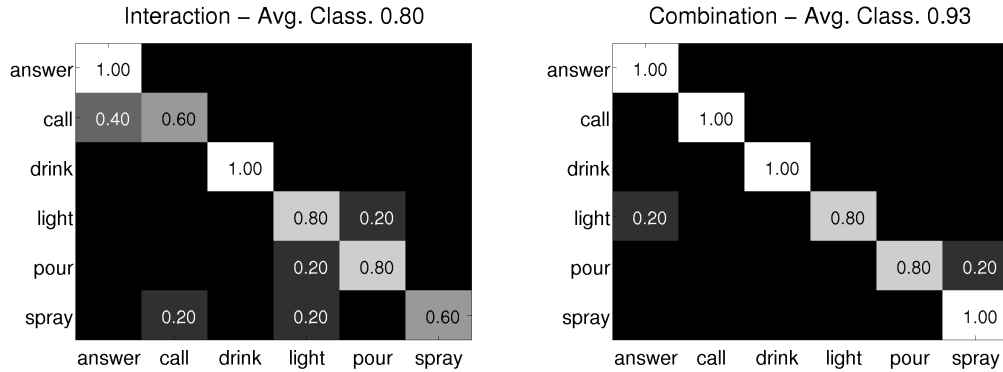 Interaction – Avg. Class. 0.80
answer 1.00
call 0.40 0.60
drink 1.00
light 0.80 0.20
pour 0.20 0.80
spray 0.20 0.20 0.60
answer call drink light pour spray
Combination – Avg. Class. 0.93
answer 1.00
call 1.00
drink 1.00
light 0.20 0.80
pour 0.80 0.20
spray 1.00
answer call drink light pour spray